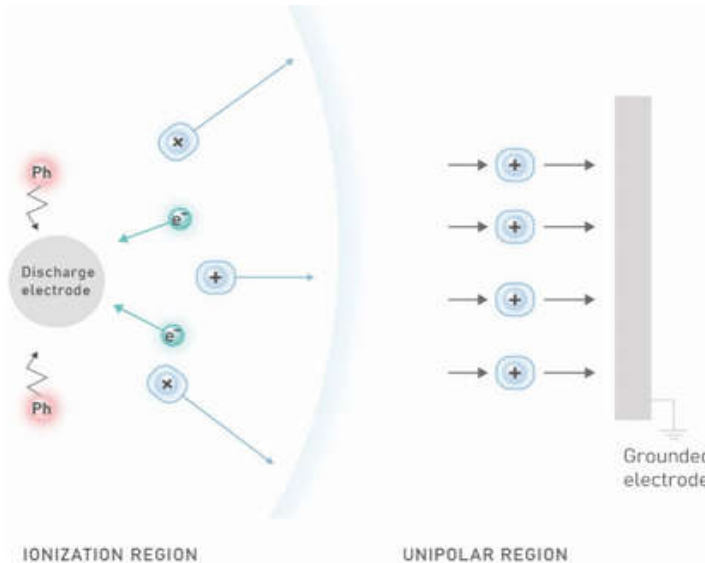 Ph
e-
Discharge
electrode
e-
Ph
+
+
+
+
+
+
+
Grounded
electrode
IONIZATION REGION
UNIPOLAR REGION